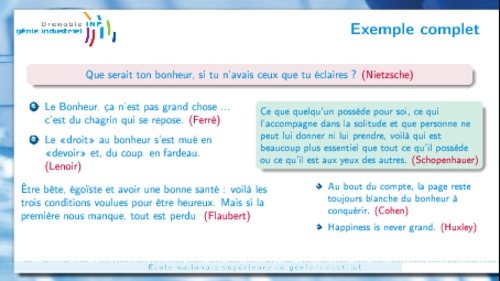 Grenoble INP
génie industriel
Exemple complet
Que serait ton bonheur, si tu n'avais ceux que tu éclaires ? (Nietzsche)
Le Bonheur ça n'est pas grand chose ...
c'est du chagrin qui se repose. (Ferré)
Le «droit» au bonheur s'est mué en
«devoir» et, du coup en fardeau.
(Lenoir)
Ce que quelqu'un possède pour soi, ce qui
l'accompagne dans la solitude et que personne ne
peut lui donner ni lui prendre, voilà qui est
beaucoup plus essentiel que tout ce qu'il possède
ou ce qu'il est aux yeux des autres. (Schopenhauer)
Être bête, égoïste et avoir une bonne santé : voilà les
trois conditions voulues pour être heureux. Mais si la
première nous manque, tout est perdu (Flaubert)
Au bout du compte, la page reste
toujours blanche du bonheur à
conquérir. (Cohen)
Happiness is never grand. (Huxley)
École nationale supérieure de génie industriel